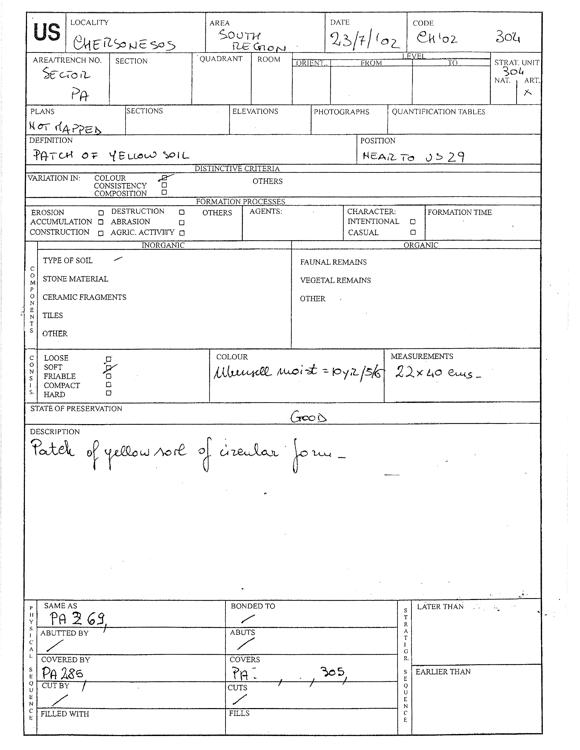 US
LOCALITY
CHERSONESOS
AREA
SOUTH
REGION
DATE
23/7/'02
CODE
CH'02 304
AREA/TRENCH NO.
SECTOR
PA
SECTION
QUADRANT
ROOM
LEVEL
ORIENT. FROM TO
STRAT. UNIT
304
NAT. ART.
x
PLANS
NOT MAPPED
SECTIONS
ELEVATIONS
PHOTOGRAPHS
QUANTIFICATION TABLES
DEFINITION
PATCH OF YELLOW SOIL
POSITION
NEAR TO US 29
DISTINCTIVE CRITERIA
VARIATION IN: COLOUR
CONSISTENCY
COMPOSITION
OTHERS
FORMATION PROCESSES
EROSION
ACCUMULATION
CONSTRUCTION
DESTRUCTION
ABRASION
AGRIC. ACTIVITY
OTHERS
AGENTS:
CHARACTER:
INTENTIONAL
CASUAL
FORMATION TIME
COMPONENTS
INORGANIC
TYPE OF SOIL
STONE MATERIAL
CERAMIC FRAGMENTS
TILES
OTHER
ORGANIC
FAUNAL REMAINS
VEGETAL REMAINS
OTHER
CONSIS.
LOOSE
SOFT
FRIABLE
COMPACT
HARD
COLOUR
Munsell moist = 10yr/5/6
MEASUREMENTS
22x40 cms_
STATE OF PRESERVATION
GOOD
DESCRIPTION
Patch of yellow soil of circular form_
PHYSICAL SEQUENCE
SAME AS
PA 269,
BONDED TO
ABUTTED BY
ABUTS
COVERED BY
PA 285
COVERS
PA: , , 305,
CUT BY
CUTS
FILLED WITH
FILLS
STRATIGR. SEQUENCE
LATER THAN
EARLIER THAN